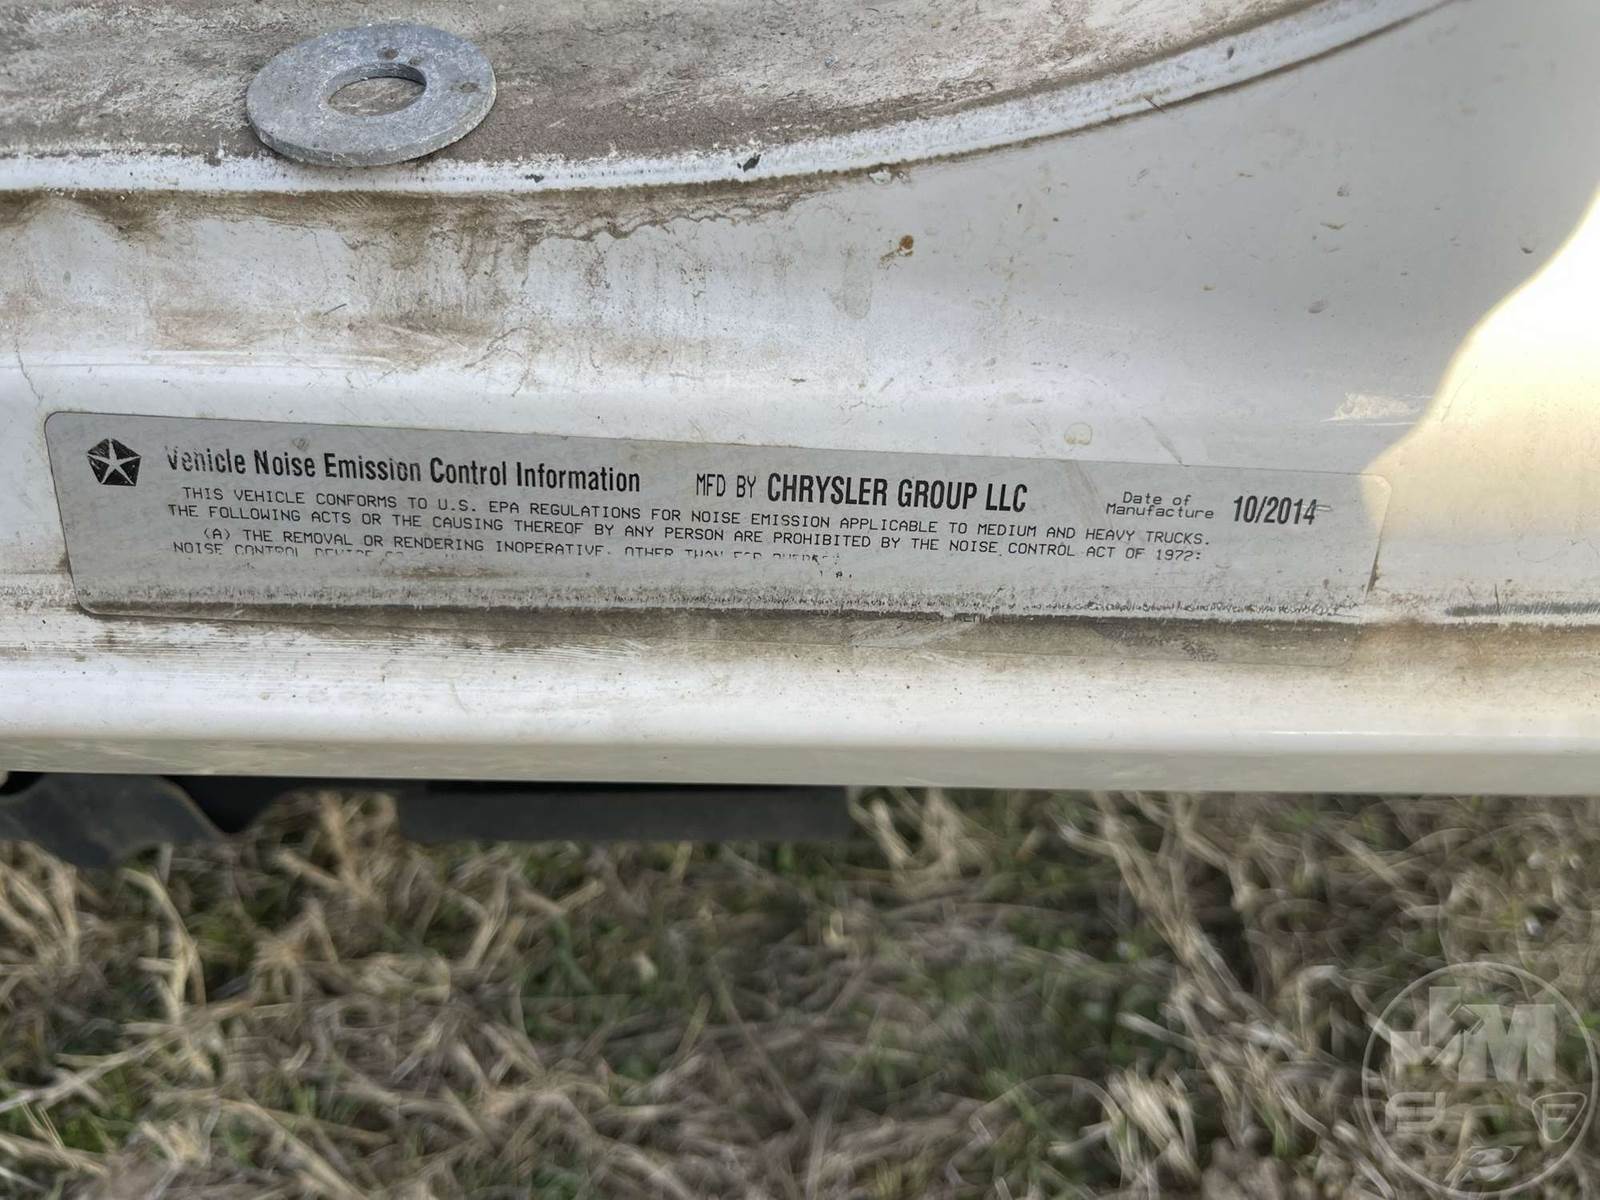 Vehicle Noise Emission Control Information MFD BY CHRYSLER GROUP LLC Date of Manufacture 10/2014
THIS VEHICLE CONFORMS TO U.S. EPA REGULATIONS FOR NOISE EMISSION APPLICABLE TO MEDIUM AND HEAVY TRUCKS.
THE FOLLOWING ACTS OR THE CAUSING THEREOF BY ANY PERSON ARE PROHIBITED BY THE NOISE CONTROL ACT OF 1972:
(A) THE REMOVAL OR RENDERING INOPERATIVE, OTHER THAN FOR
NOISE CONTROL
JM